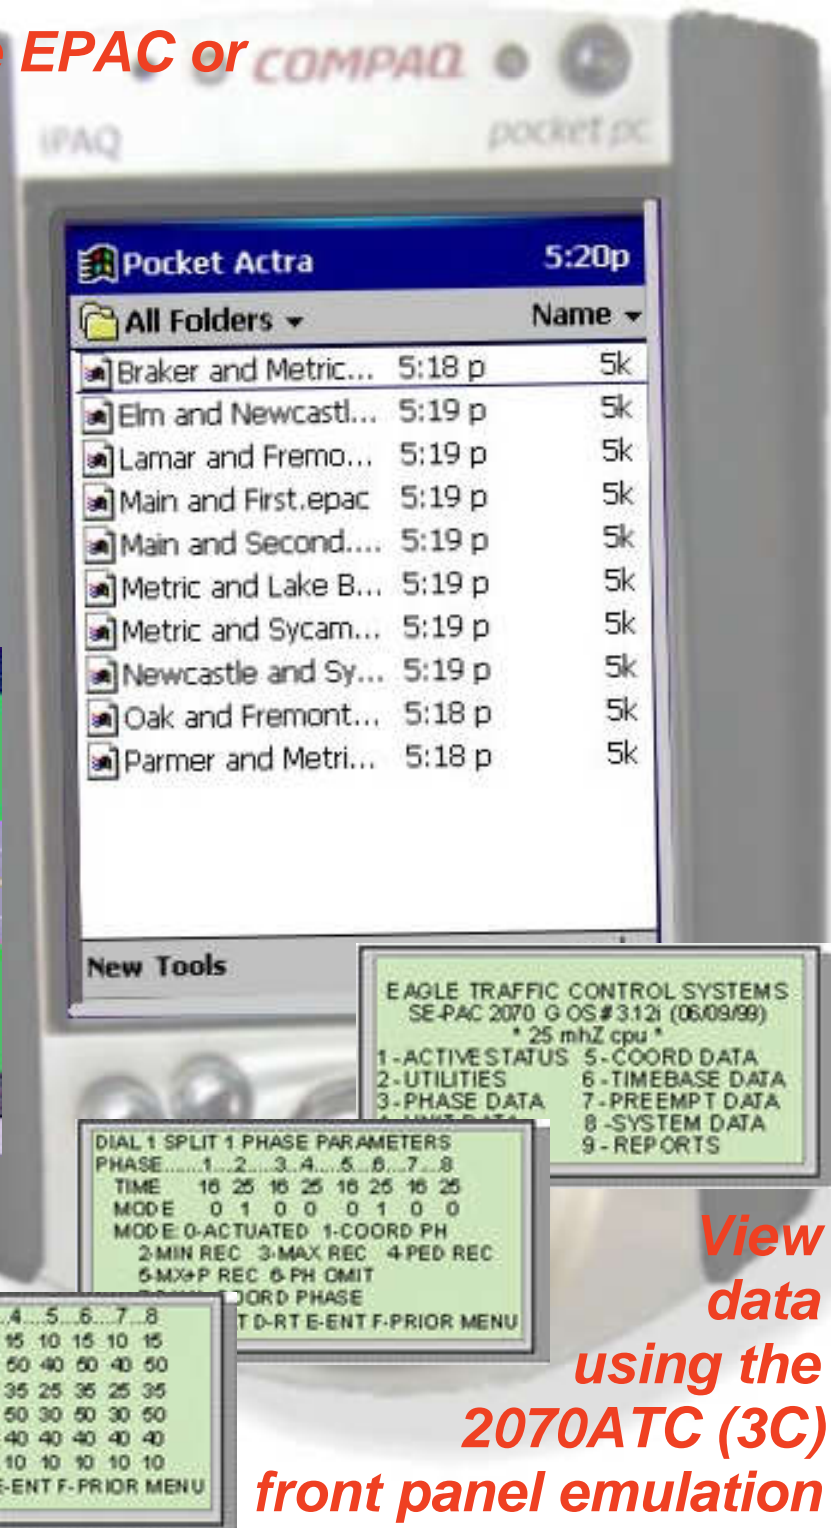 EPAC or
COMPAQ
iPAQ
pocket pc
Pocket Actra 5:20p
All Folders Name
Braker and Metric... 5:18 p 5k
Elm and Newcastl... 5:19 p 5k
Lamar and Fremo... 5:19 p 5k
Main and First.epac 5:19 p 5k
Main and Second.... 5:19 p 5k
Metric and Lake B... 5:19 p 5k
Metric and Sycam... 5:19 p 5k
Newcastle and Sy... 5:19 p 5k
Oak and Fremont... 5:18 p 5k
Parmer and Metri... 5:18 p 5k
New Tools
EAGLE TRAFFIC CONTROL SYSTEMS
SE-PAC 2070 G OS # 3.12i (06/09/99)
* 25 mhZ cpu *
1-ACTIVE STATUS 5-COORD DATA
2-UTILITIES 6-TIMEBASE DATA
3-PHASE DATA 7-PREEMPT DATA
8-SYSTEM DATA
9-REPORTS
DIAL 1 SPLIT 1 PHASE PARAMETERS
PHASE......1...2....3..4....5..6...7...8
TIME 16 25 16 25 16 25 16 25
MODE 0 1 0 0 0 1 0 0
MODE: 0-ACTUATED 1-COORD PH
2-MIN REC 3-MAX REC 4-PED REC
5-MX+P REC 6-PH OMIT
PHASE
D-RT E-ENT F-PRIOR MENU
..4....5...6....7...8
15 10 15 10 15
50 40 50 40 50
35 25 35 25 35
50 30 50 30 50
40 40 40 40 40
10 10 10 10 10
E-ENT F-PRIOR MENU
View
data
using the
2070ATC (3C)
front panel emulation